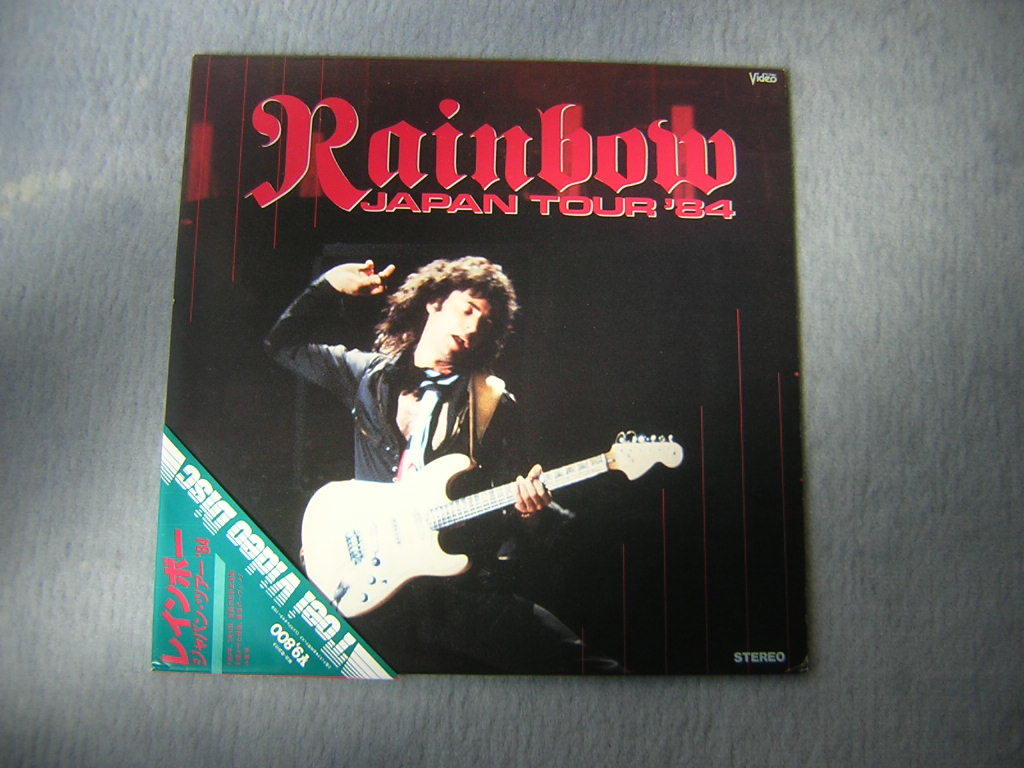 Video
Rainbow
JAPAN TOUR '84
Toei Video Disc
レインボー
ジャパン・ツアー '84
¥9,800
STEREO